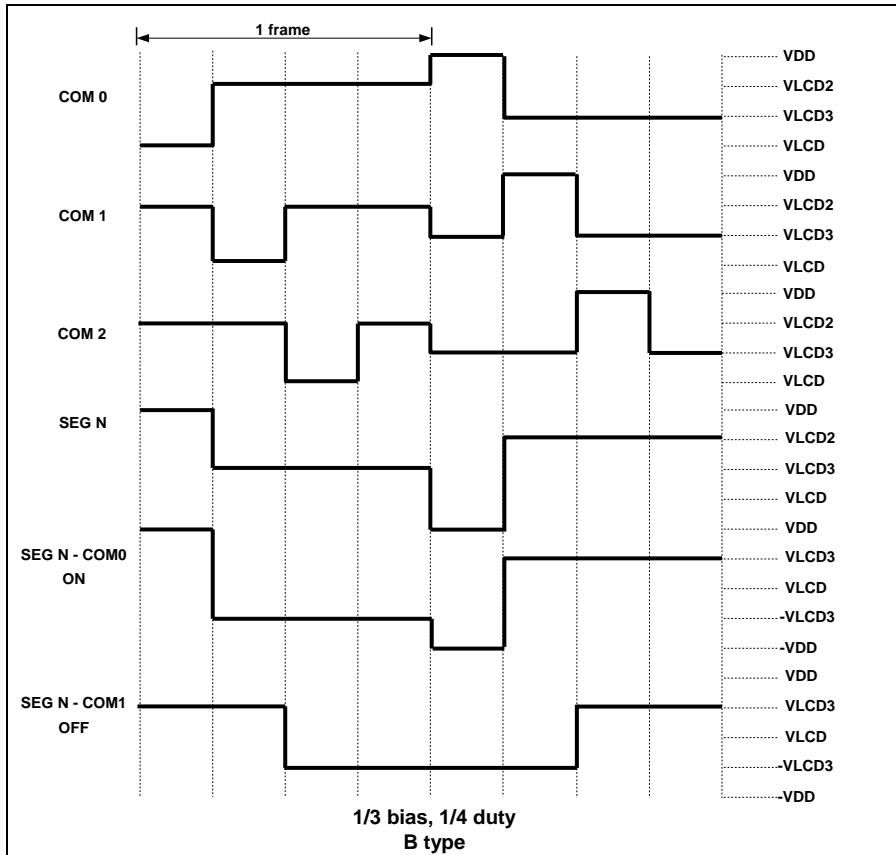 1 frame
COM 0
VDD
VLCD2
VLCD3
VLCD
COM 1
VDD
VLCD2
VLCD3
VLCD
COM 2
VDD
VLCD2
VLCD3
VLCD
SEG N
VDD
VLCD2
VLCD3
VLCD
SEG N - COM0
ON
VDD
VLCD3
VLCD
-VLCD3
-VDD
SEG N - COM1
OFF
VDD
VLCD3
VLCD
-VLCD3
-VDD
1/3 bias, 1/4 duty
B type